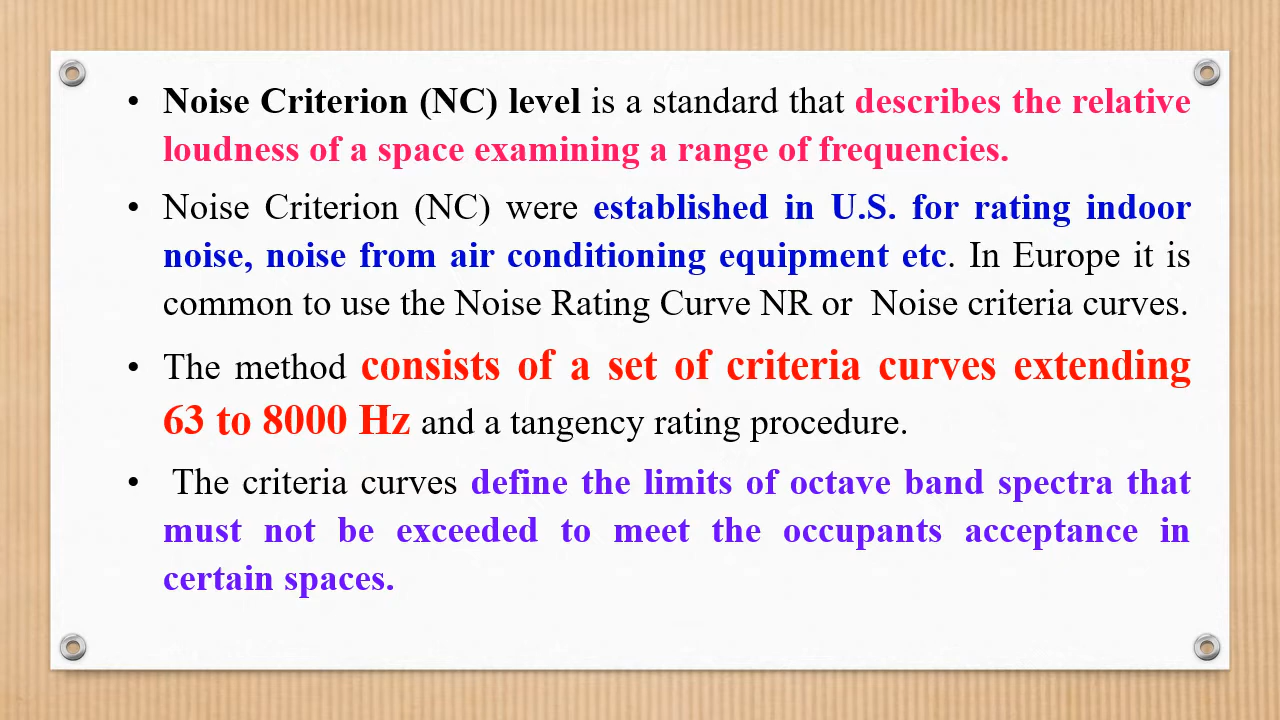 • Noise Criterion (NC) level is a standard that describes the relative
loudness of a space examining a range of frequencies.
• Noise Criterion (NC) were established in U.S. for rating indoor
noise, noise from air conditioning equipment etc. In Europe it is
common to use the Noise Rating Curve NR or Noise criteria curves.
• The method consists of a set of criteria curves extending
63 to 8000 Hz and a tangency rating procedure.
• The criteria curves define the limits of octave band spectra that
must not be exceeded to meet the occupants acceptance in
certain spaces.